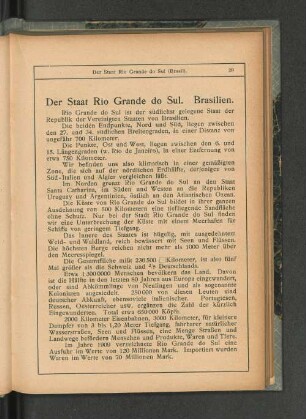 Der Staat Rio Grande do Sul (Brasil).
Der Staat Rio Grande do Sul. Brasilien.
Rio Grande do Sul ist der südlichst gelegene Staat der
Republik der Vereinigten Staaten von Brasilien.
Die beiden Endpunkte, Nord und Süd, liegen zwischen
den 27. und 34. südlichen Breitengraden, in einer Distanz von
ungefähr 700 Kilometer.
Die Punkte, Ost und West, liegen zwischen den 6. und
15. Längengraden (w. Rio de Janeiro), in einer Entfernung von
etwa 750 Kilometer.
Wir befinden uns also klimatisch in einer gemäßigten
Zone, die sich auf der nördlichen Erdhälfte, derjenigen von
Süd-Italien und Algier vergleichen läßt.
Im Norden grenzt Rio Grande do Sul an den Staat
Santa Catharina, im Süden und Westen an die Republiken
Uruguay und Argentinien, östlich an den Atlantischen Ozean.
Die Küste von Rio Grande do Sul bildet in ihrer ganzen
Ausdehnung von 500 Kilometern eine tiefliegende Sandfläche
ohne Schutz. Nur bei der Stadt Rio Grande do Sul finden
wir eine Unterbrechung der Küste mit einem Meerhafen für
Schiffe von geringem Tiefgang.
Das Innere des Staates ist hügelig, mit ausgedehntem
Weid- und Waldland, reich bewässert mit Seen und Flüssen.
Die höchsten Berge reichen nicht mehr als 1000 Meter über
den Meeresspiegel.
Die Gesamtfläche mißt 236.500 □ Kilometer, ist also fünf
Mal größer als die Schweiz und Deutschlands.
Etwa 1.300.000 Menschen bevölkern das Land. Davon
ist die Hälfte in den letzten 80 Jahren aus Europa eingewandert,
oder sind Abkömmlinge von Neulingen und als sogenannte
Kolonisten angesiedelt. 250.000 von diesen Leuten sind
deutscher Abkunft, ebensoviele italienischer. Portugiesen,
Russen, Oesterreicher usw. ergänzen die Zahl der kürzlich
Eingewanderten. Total etwa 650.000 Köpfe.
2000 Kilometer Eisenbahnen, 3000 Kilometer, für kleinere
Dampfer von 3 bis 1,20 Meter Tiefgang, fahrbarer natürlicher
Wasserstraßen, Seen und Flüssen, eine Menge Straßen und
Landwege befördern Menschen und Produkte, Waren und Tiere.
Im Jahre 1909 verzeichnete Rio Grande do Sul eine
Ausfuhr im Werte von 120 Millionen Mark. Importiert wurden
Waren im Werte von 70 Millionen Mark.